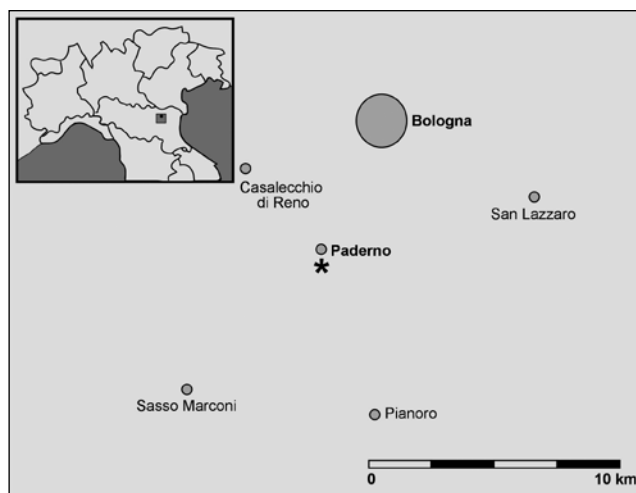 Bologna
Casalecchio
di Reno
San Lazzaro
Paderno
*
Sasso Marconi
Pianoro
0
10 km